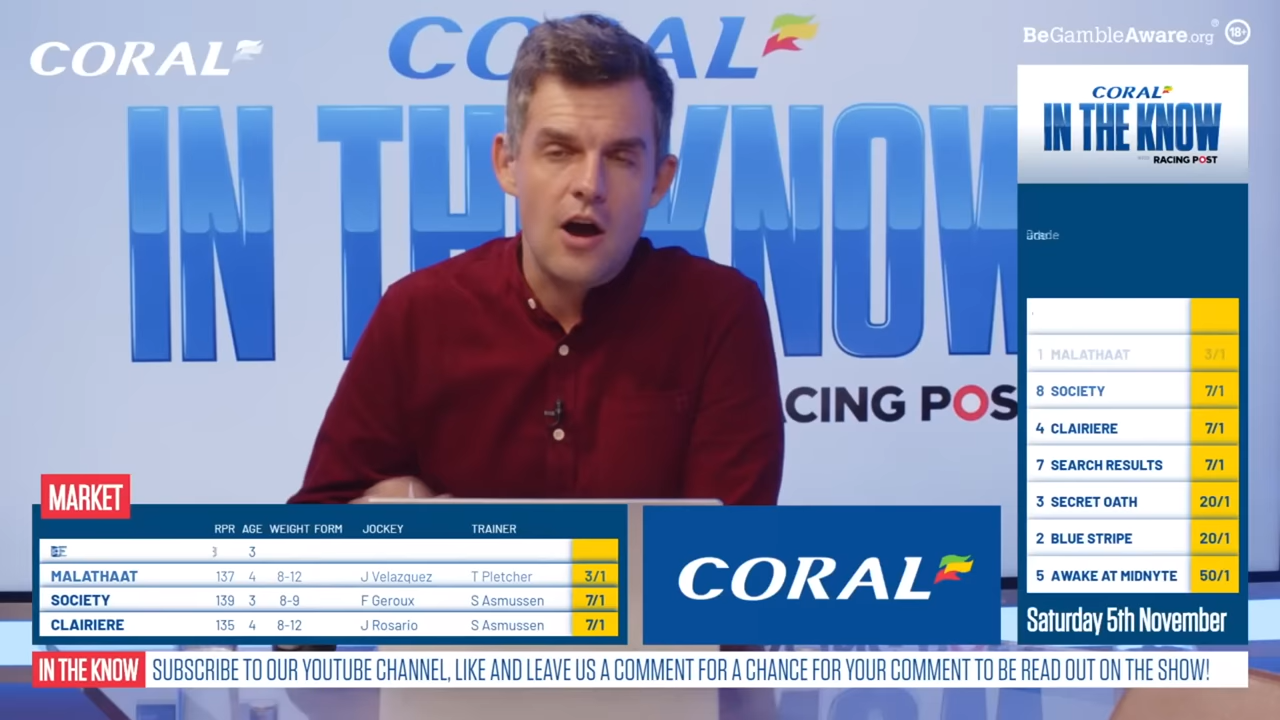 CORAL
CORAL
BeGambleAware.org 18+
IN THE KNOW
CING POS
CORAL
IN THE KNOW
RACING POST
1 MALATHAAT 3/1
8 SOCIETY 7/1
4 CLAIRIERE 7/1
7 SEARCH RESULTS 7/1
3 SECRET OATH 20/1
2 BLUE STRIPE 20/1
5 AWAKE AT MIDNYTE 50/1
Saturday 5th November
MARKET
RPR AGE WEIGHT FORM JOCKEY TRAINER
3
MALATHAAT 137 4 8-12 J Velazquez T Pletcher 3/1
SOCIETY 139 3 8-9 F Geroux S Asmussen 7/1
CLAIRIERE 135 4 8-12 J Rosario S Asmussen 7/1
CORAL
IN THE KNOW SUBSCRIBE TO OUR YOUTUBE CHANNEL, LIKE AND LEAVE US A COMMENT FOR A CHANCE FOR YOUR COMMENT TO BE READ OUT ON THE SHOW!